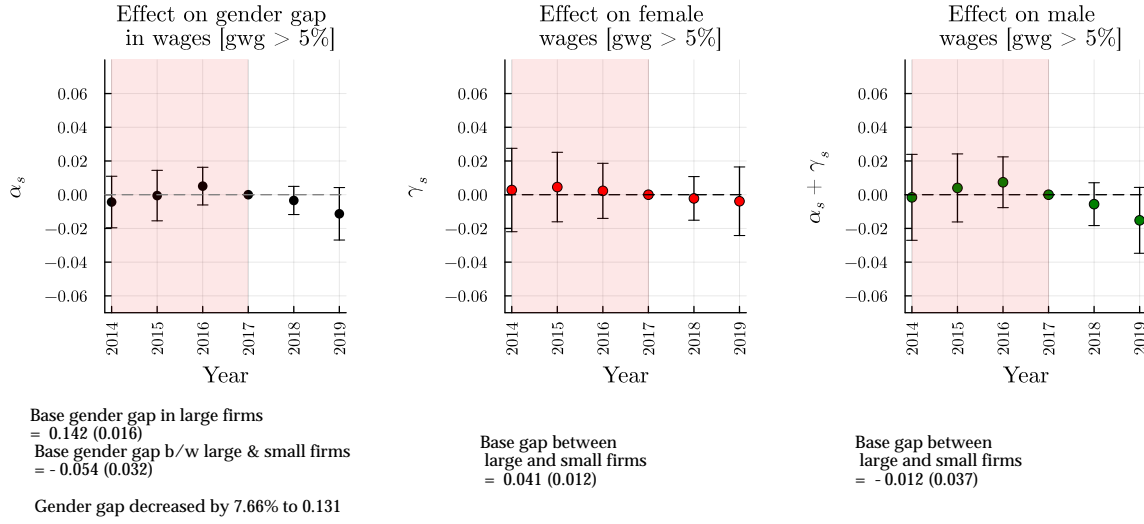 Effect on gender gap
in wages [gwg > 5%]
0.06
0.04
0.02
0.00
−0.02
−0.04
−0.06
α_s
2014
2015
2016
2017
2018
2019
Year
Base gender gap in large firms
= 0.142 (0.016)
Base gender gap b/w large & small firms
= - 0.054 (0.032)
Gender gap decreased by 7.66% to 0.131
Effect on female
wages [gwg > 5%]
0.06
0.04
0.02
0.00
−0.02
−0.04
−0.06
γ_s
2014
2015
2016
2017
2018
2019
Year
Base gap between
large and small firms
= 0.041 (0.012)
Effect on male
wages [gwg > 5%]
0.06
0.04
0.02
0.00
−0.02
−0.04
−0.06
α_s + γ_s
2014
2015
2016
2017
2018
2019
Year
Base gap between
large and small firms
= - 0.012 (0.037)